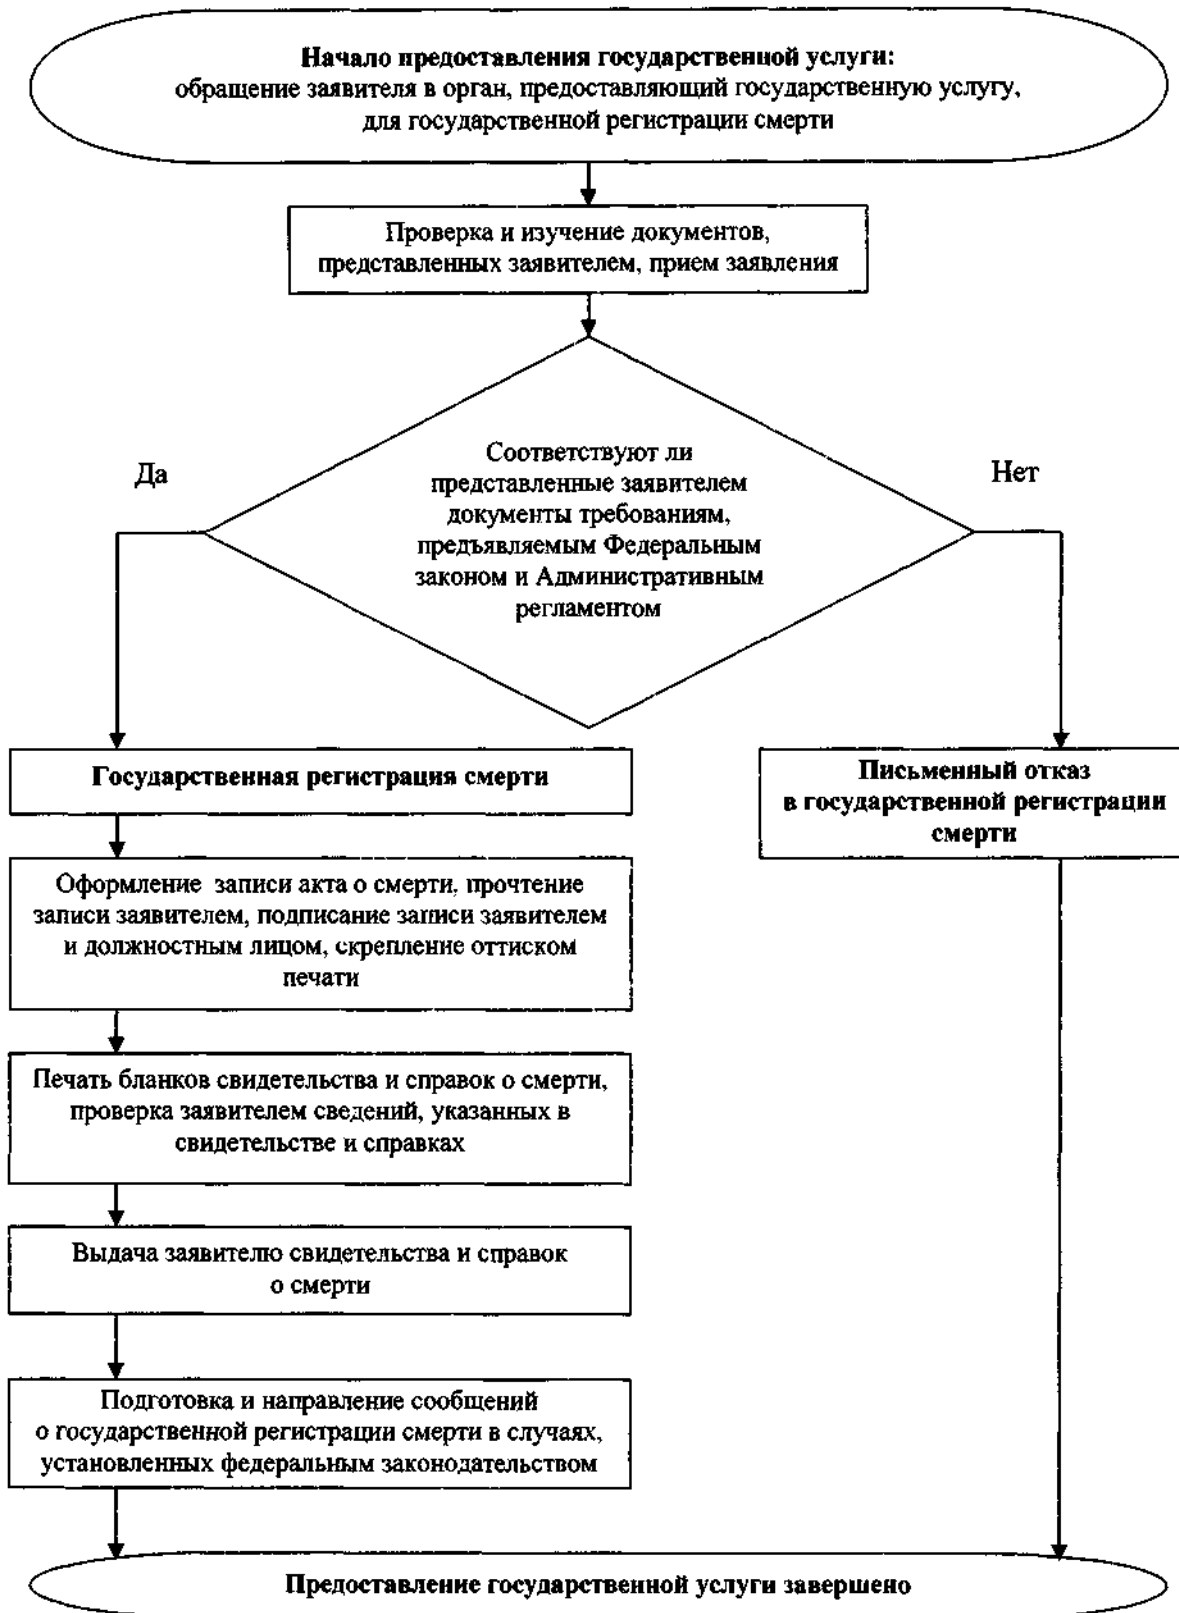 Начало предоставления государственной услуги:
обращение заявителя в орган, предоставляющий государственную услугу,
для государственной регистрации смерти
Проверка и изучение документов,
представленных заявителем, прием заявления
Соответствуют ли
представленные заявителем
документы требованиям,
предъявляемым Федеральным
законом и Административным
регламентом
Да
Нет
Государственная регистрация смерти
Письменный отказ
в государственной регистрации
смерти
Оформление записи акта о смерти, прочтение
записи заявителем, подписание записи заявителем
и должностным лицом, скрепление оттиском
печати
Печать бланков свидетельства и справок о смерти,
проверка заявителем сведений, указанных в
свидетельстве и справках
Выдача заявителю свидетельства и справок
о смерти
Подготовка и направление сообщений
о государственной регистрации смерти в случаях,
установленных федеральным законодательством
Предоставление государственной услуги завершено